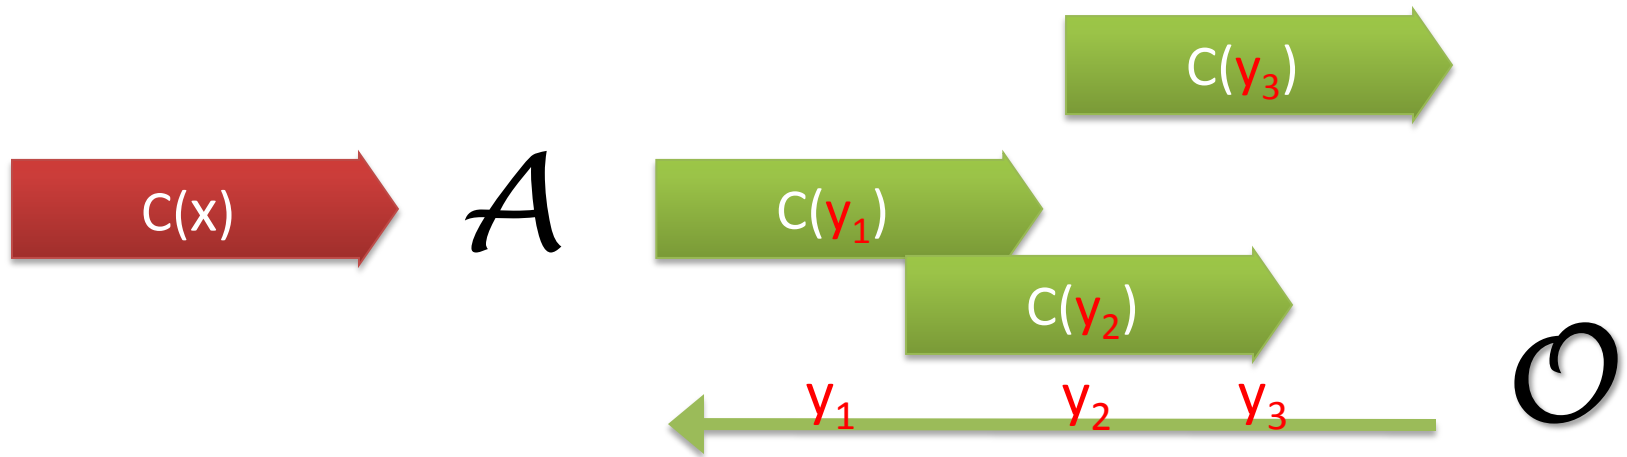 C(y₃)
C(x)
𝒜
C(y₁)
C(y₂)
𝒪
y₁ y₂ y₃